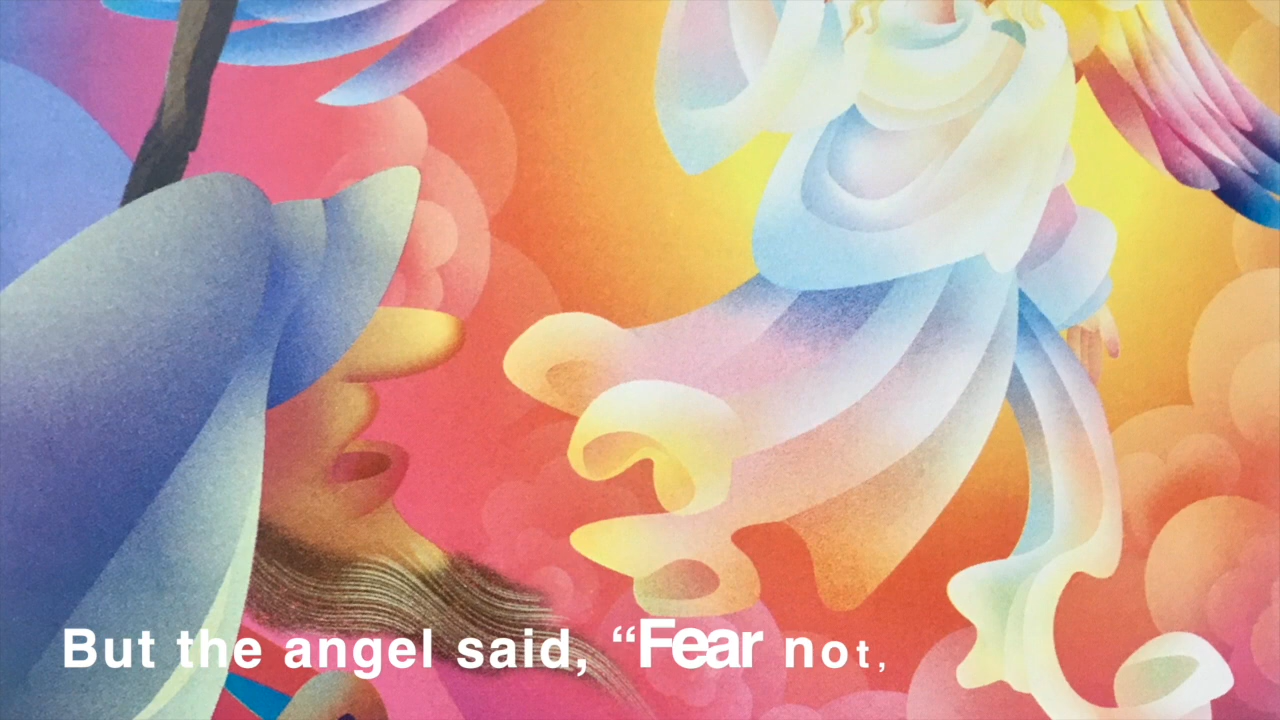 But the angel said, “Fear not,